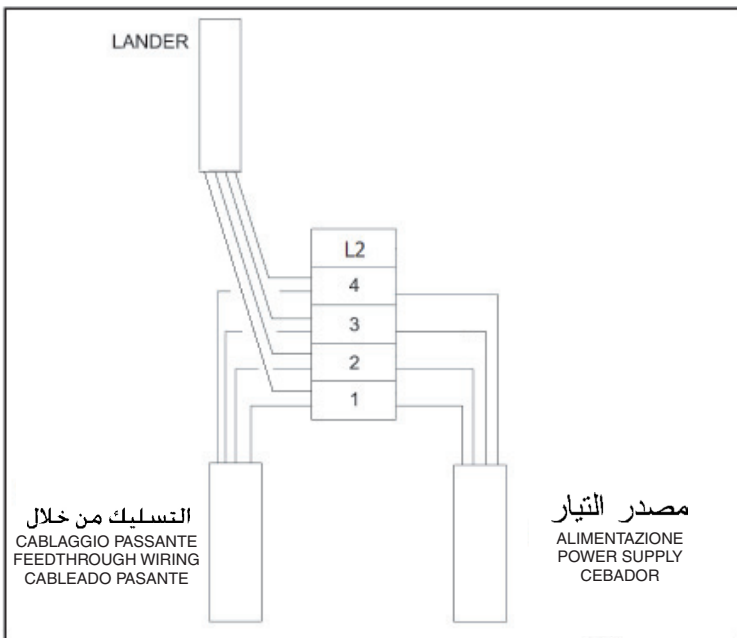 LANDER
L2
4
3
2
1
التسليك من خلال
CABLAGGIO PASSANTE
FEEDTHROUGH WIRING
CABLEADO PASANTE
مصدر التيار
ALIMENTAZIONE
POWER SUPPLY
CEBADOR